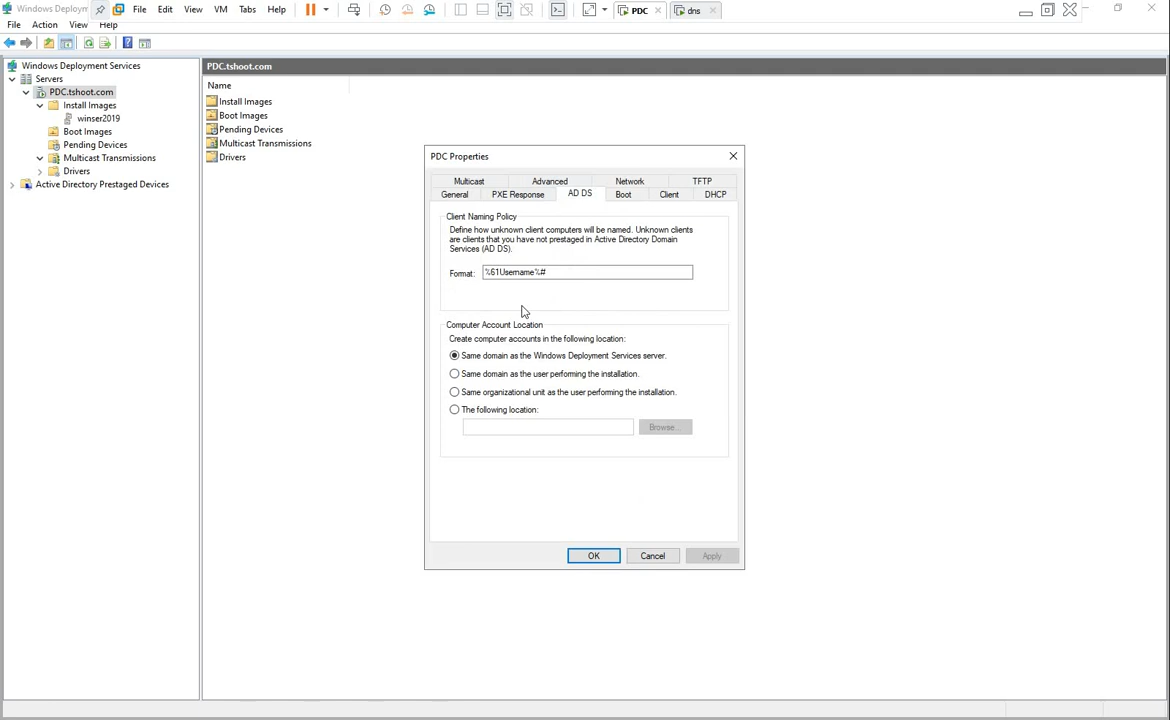 Windows Deploym
File Edit View VM Tabs Help
PDC
dns
File Action View Help
Windows Deployment Services
Servers
PDC.tshoot.com
Install Images
winser2019
Boot Images
Pending Devices
Multicast Transmissions
Drivers
Active Directory Prestaged Devices
PDC.tshoot.com
Name
Install Images
Boot Images
Pending Devices
Multicast Transmissions
Drivers
PDC Properties
Multicast Advanced Network TFTP
General PXE Response AD DS Boot Client DHCP
Client Naming Policy
Define how unknown client computers will be named. Unknown clients
are clients that you have not prestaged in Active Directory Domain
Services (AD DS).
Format: %61Username%#
Computer Account Location
Create computer accounts in the following location:
Same domain as the Windows Deployment Services server.
Same domain as the user performing the installation.
Same organizational unit as the user performing the installation.
The following location:
Browse...
OK Cancel Apply